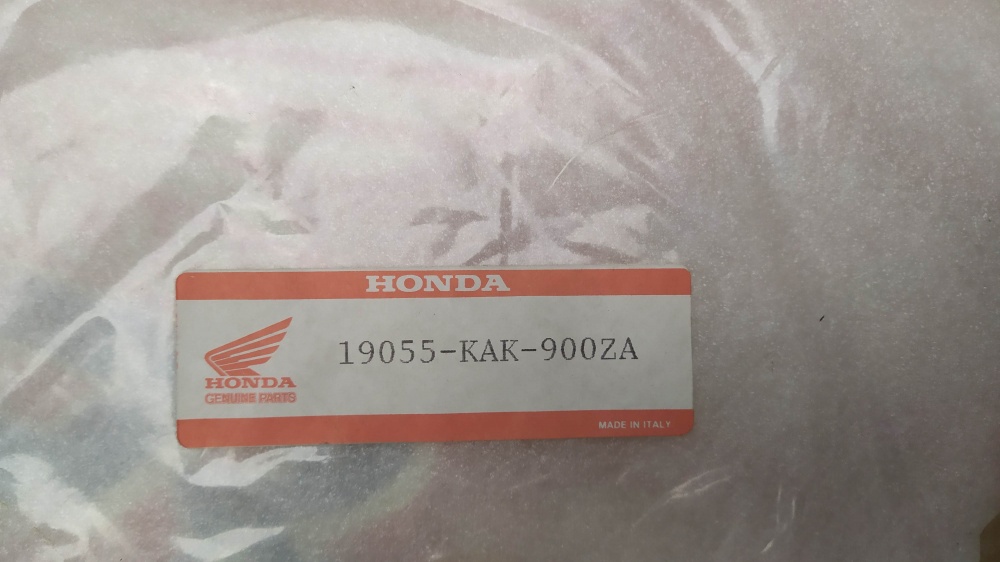 HONDA
19055-KAK-900ZA
HONDA
GENUINE PARTS
MADE IN ITALY